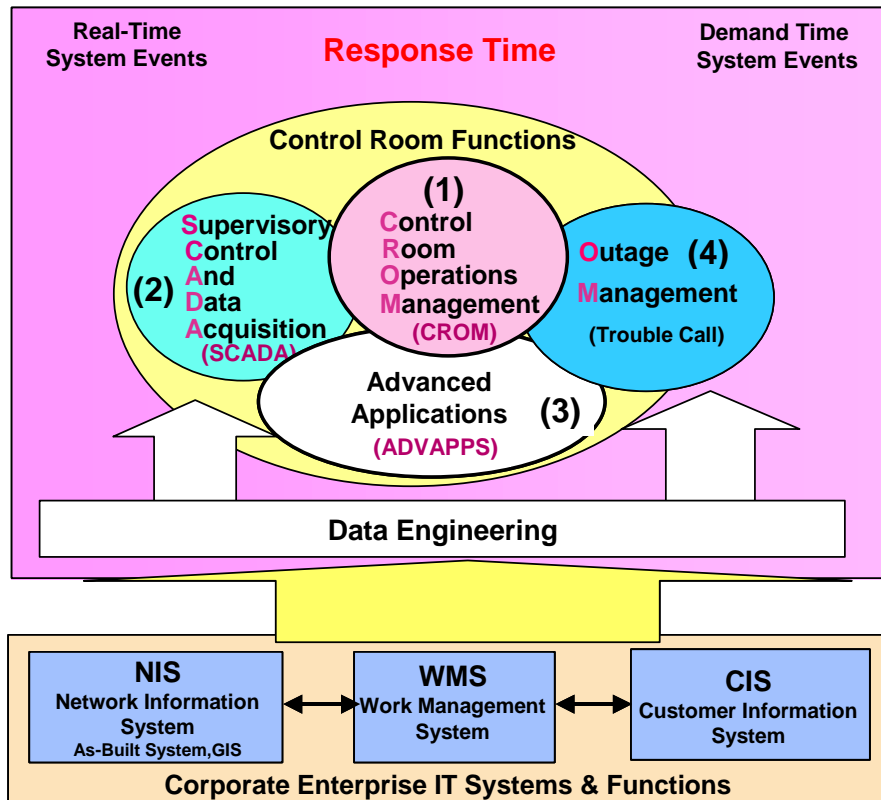 Real-Time
System Events
Response Time
Demand Time
System Events
Control Room Functions
(1)
Control
Room
Operations
Management
(CROM)
(2)
Supervisory
Control
And
Data
Acquisition
(SCADA)
Outage (4)
Management
(Trouble Call)
Advanced
Applications (3)
(ADVAPPS)
Data Engineering
NIS
Network Information
System
As-Built System,GIS
WMS
Work Management
System
CIS
Customer Information
System
Corporate Enterprise IT Systems & Functions